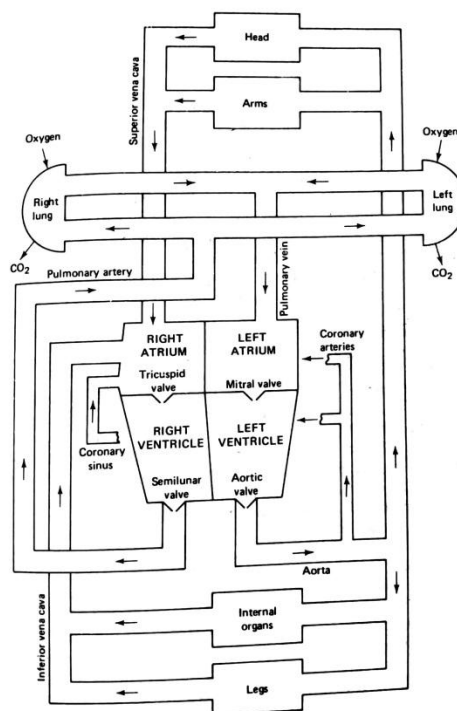 Head
Superior vena cava
Arms
Oxygen
Oxygen
Right
lung
Left
lung
CO2
CO2
Pulmonary artery
Pulmonary vein
RIGHT
ATRIUM
LEFT
ATRIUM
Coronary
arteries
Tricuspid
valve
Mitral valve
RIGHT
VENTRICLE
LEFT
VENTRICLE
Coronary
sinus
Semilunar
valve
Aortic
valve
Aorta
Inferior vena cava
Internal
organs
Legs